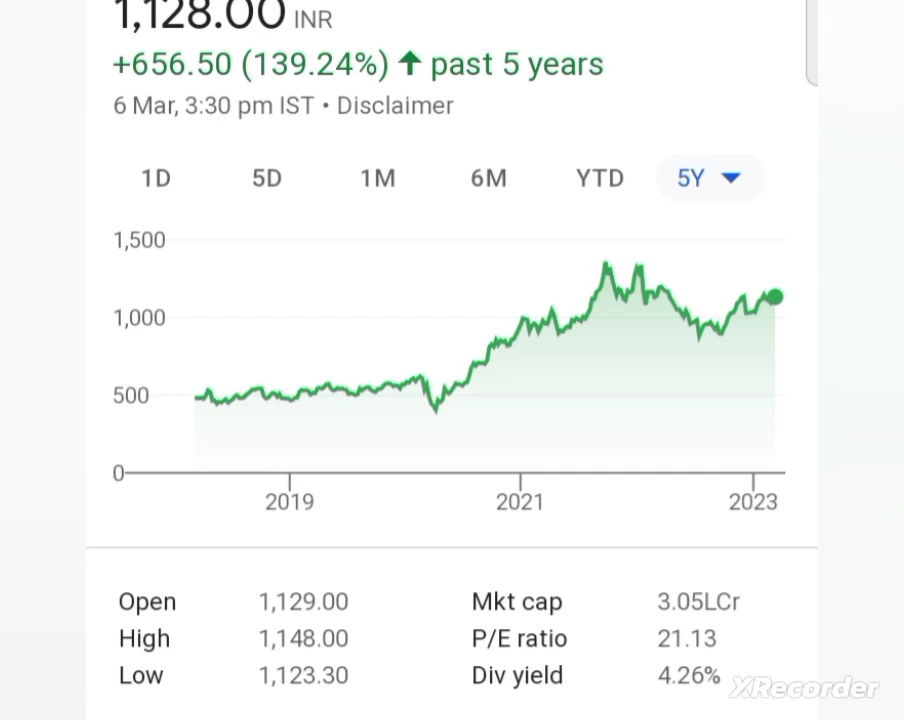 1,128.00 INR
+656.50 (139.24%) ↑ past 5 years
6 Mar, 3:30 pm IST • Disclaimer
1D 5D 1M 6M YTD 5Y
1,500
1,000
500
0
2019 2021 2023
Open 1,129.00 Mkt cap 3.05LCr
High 1,148.00 P/E ratio 21.13
Low 1,123.30 Div yield 4.26%
XRecorder